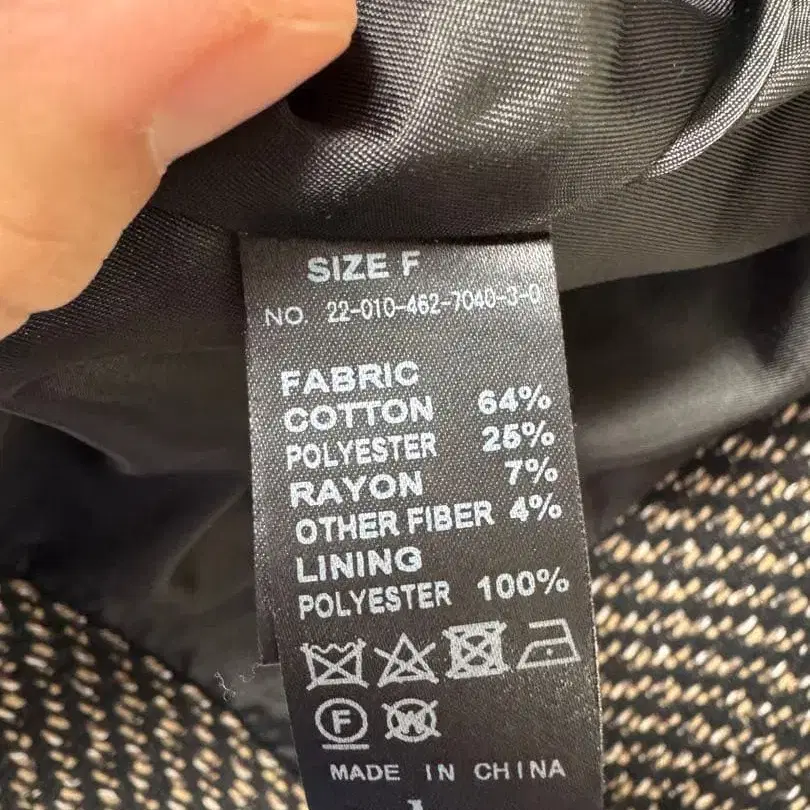 SIZE F
NO. 22-010-462-7040-3-0
FABRIC
COTTON 64%
POLYESTER 25%
RAYON 7%
OTHER FIBER 4%
LINING
POLYESTER 100%
F W
MADE IN CHINA